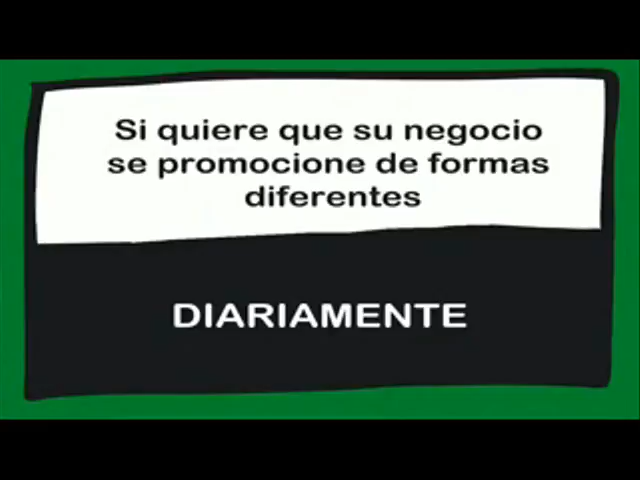 Si quiere que su negocio
se promocione de formas
diferentes
DIARIAMENTE